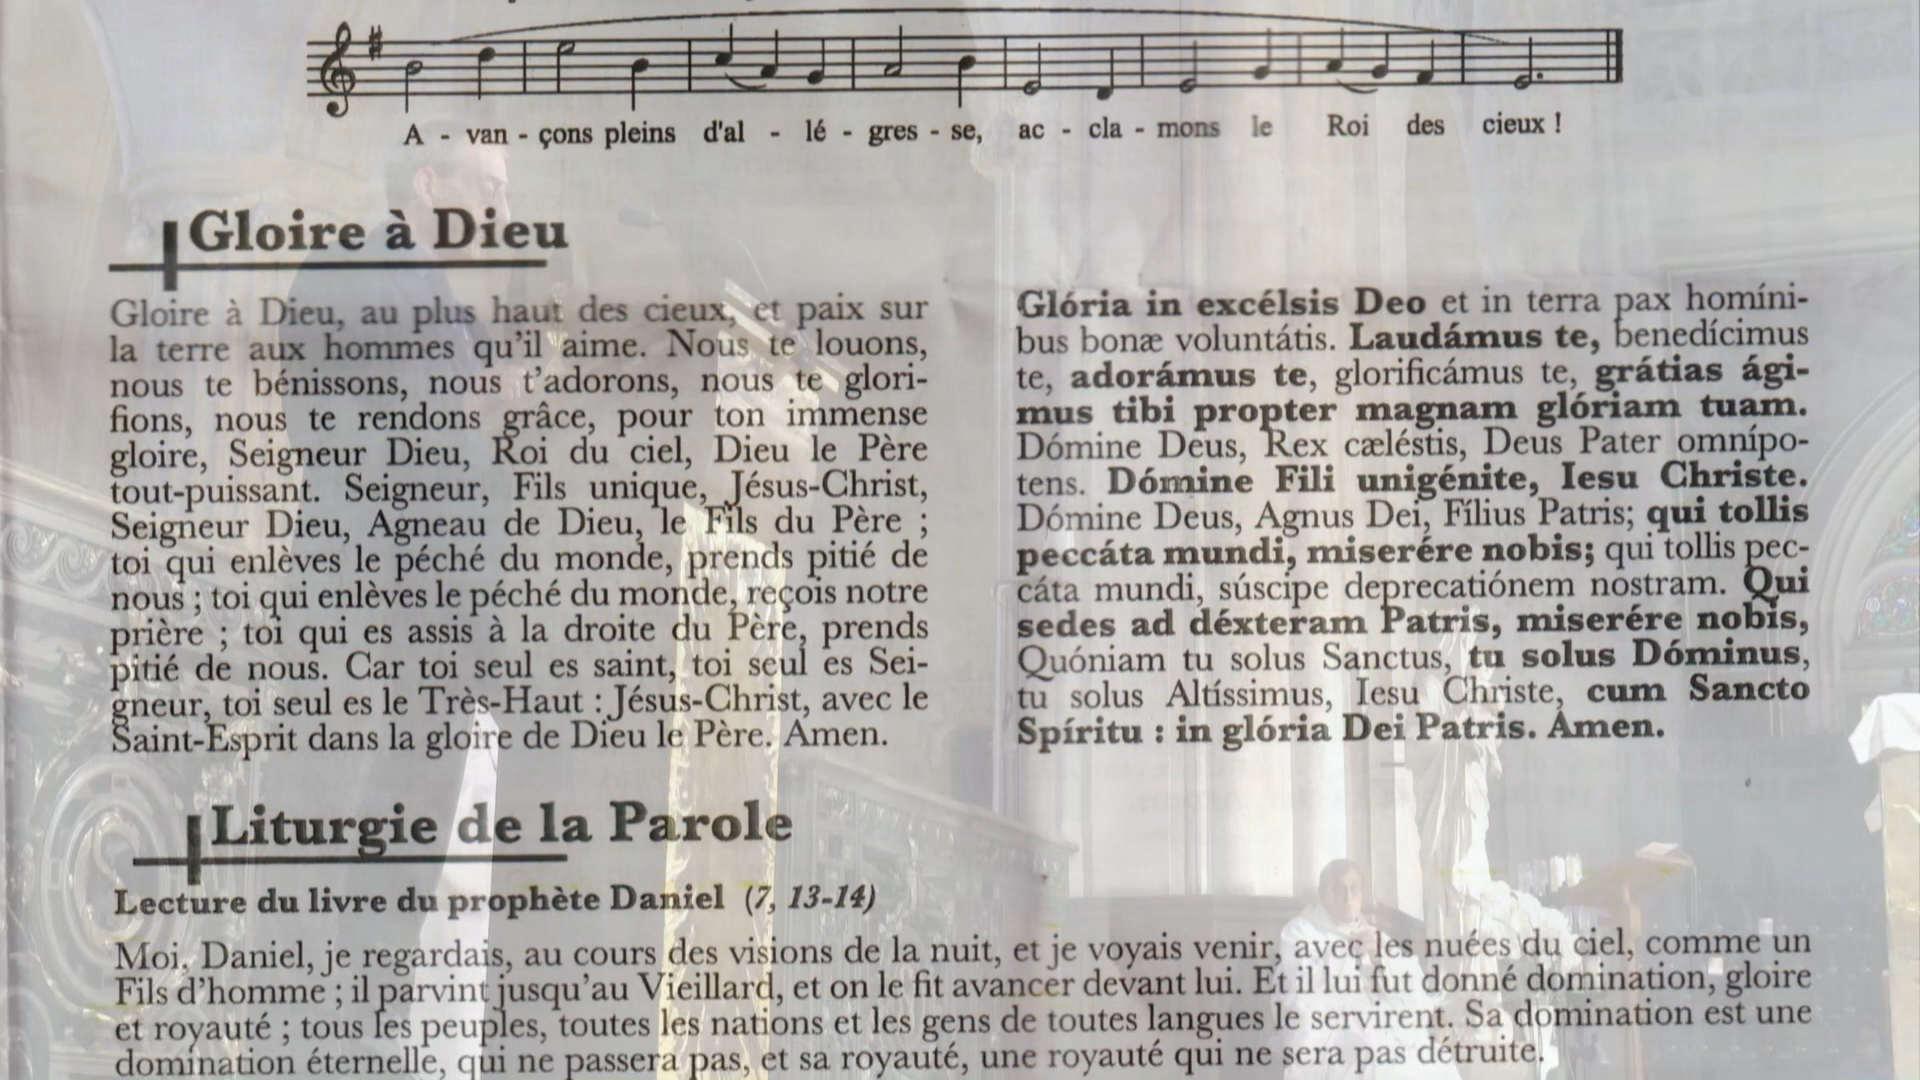 A - van - çons pleins d'al - lé - gres - se, ac - cla - mons le Roi des cieux !
Gloire à Dieu
Gloire à Dieu, au plus haut des cieux, et paix sur
la terre aux hommes qu’il aime. Nous te louons,
nous te bénissons, nous t’adorons, nous te glori-
fions, nous te rendons grâce, pour ton immense
gloire, Seigneur Dieu, Roi du ciel, Dieu le Père
tout-puissant. Seigneur, Fils unique, Jésus-Christ,
Seigneur Dieu, Agneau de Dieu, le Fils du Père ;
toi qui enlèves le péché du monde, prends pitié de
nous ; toi qui enlèves le péché du monde, reçois notre
prière ; toi qui es assis à la droite du Père, prends
pitié de nous. Car toi seul es saint, toi seul es Sei-
gneur, toi seul es le Très-Haut : Jésus-Christ, avec le
Saint-Esprit dans la gloire de Dieu le Père. Amen.
Glória in excélsis Deo et in terra pax homíni-
bus bonæ voluntátis. Laudámus te, benedícimus
te, adorámus te, glorificámus te, grátias ági-
mus tibi propter magnam glóriam tuam.
Dómine Deus, Rex cæléstis, Deus Pater omnípo-
tens. Dómine Fili unigénite, Iesu Christe.
Dómine Deus, Agnus Dei, Fílius Patris; qui tollis
peccáta mundi, miserére nobis; qui tollis pec-
cáta mundi, súscipe deprecatiónem nostram. Qui
sedes ad déxteram Patris, miserére nobis,
Quóniam tu solus Sanctus, tu solus Dóminus,
tu solus Altíssimus, Iesu Christe, cum Sancto
Spíritu : in glória Dei Patris. Amen.
Liturgie de la Parole
Lecture du livre du prophète Daniel (7, 13-14)
Moi, Daniel, je regardais, au cours des visions de la nuit, et je voyais venir, avec les nuées du ciel, comme un
Fils d’homme ; il parvint jusqu’au Vieillard, et on le fit avancer devant lui. Et il lui fut donné domination, gloire
et royauté ; tous les peuples, toutes les nations et les gens de toutes langues le servirent. Sa domination est une
domination éternelle, qui ne passera pas, et sa royauté, une royauté qui ne sera pas détruite.